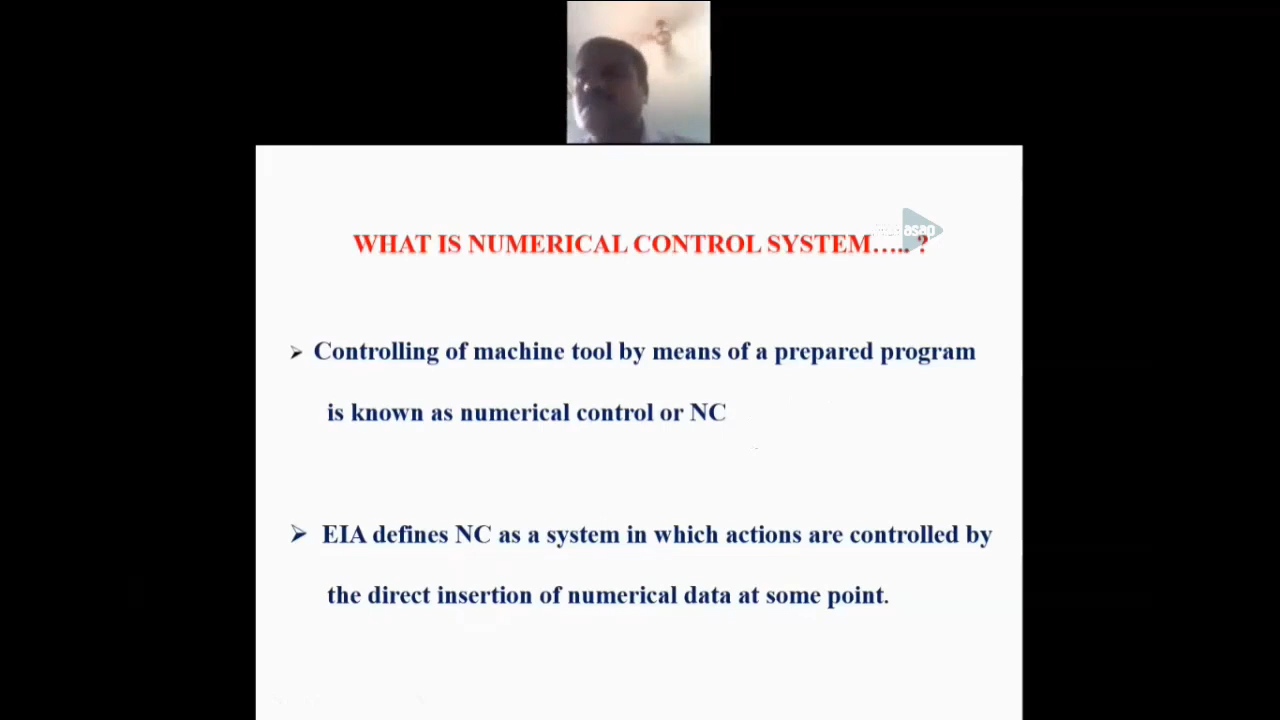 WHAT IS NUMERICAL CONTROL SYSTEM….. ?
Controlling of machine tool by means of a prepared program
is known as numerical control or NC
EIA defines NC as a system in which actions are controlled by
the direct insertion of numerical data at some point.